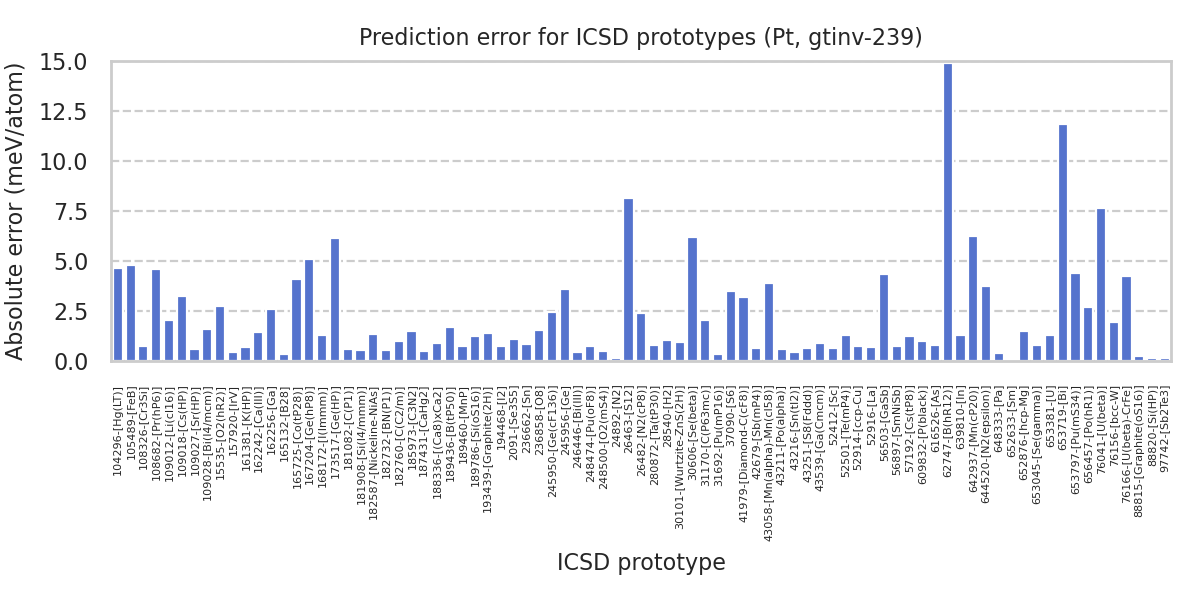 Prediction error for ICSD prototypes (Pt, gtinv-239)
Absolute error (meV/atom)
15.0
12.5
10.0
7.5
5.0
2.5
0.0
104296-[Hg(LT)]
105489-[FeB]
108326-[Cr3Si]
108682-[Pr(hP6)]
109012-[Li(cI16)]
109018-[Cs(HP)]
109027-[Sr(HP)]
109028-[Bi(I4/mcm)]
15535-[O2(hR2)]
157920-[IrV]
161381-[K(HP)]
162242-[Ca(III)]
162256-[Ga]
165132-[B28]
165725-[Co(tP28)]
167204-[Ge(hP8)]
168172-[I(Immm)]
173517-[Ge(HP)]
181082-[C(P1)]
181908-[Si(I4/mmm)]
182587-[Nickeline-NiAs]
182732-[BN(P1)]
182760-[C(C2/m)]
185973-[C3N2]
187431-[CaHg2]
188336-[(Ca8)xCa2]
189436-[B(tP50)]
189460-[MnP]
189786-[Si(oS16)]
193439-[Graphite(2H)]
194468-[I2]
2091-[Se3S5]
236662-[Sn]
236858-[O8]
245950-[Ge(cF136)]
245956-[Ge]
246446-[Bi(III)]
248474-[Pu(oF8)]
248500-[O2(mS4)]
24892-[N2]
26463-[S12]
26482-[N2(cP8)]
280872-[Ta(tP30)]
28540-[H2]
30101-[Wurtzite-ZnS(2H)]
30606-[Se(beta)]
31170-[C(P63mc)]
31692-[Pu(mP16)]
37090-[S6]
41979-[Diamond-C(cF8)]
42679-[Sb(mP4)]
43058-[Mn(alpha)-Mn(cI58)]
43211-[Po(alpha)]
43216-[Sn(tI2)]
43251-[S8(Fddd)]
43539-[Ga(Cmcm)]
52412-[Sc]
52501-[Te(mP4)]
52914-[ccp-Cu]
52916-[La]
56503-[GaSb]
56897-[SmNiSb]
57192-[Cs(tP8)]
609832-[P(black)]
616526-[As]
62747-[B(hR12)]
639810-[In]
642937-[Mn(cP20)]
644520-[N2(epsilon)]
648333-[Pa]
652633-[Sm]
652876-[hcp-Mg]
653045-[Se(gamma)]
653381-[U]
653719-[Bi]
653797-[Pu(mS34)]
656457-[Po(hR1)]
76041-[U(beta)]
76156-[bcc-W]
76166-[U(beta)-CrFe]
88815-[Graphite(oS16)]
88820-[Si(HP)]
97742-[Sb2Te3]
ICSD prototype